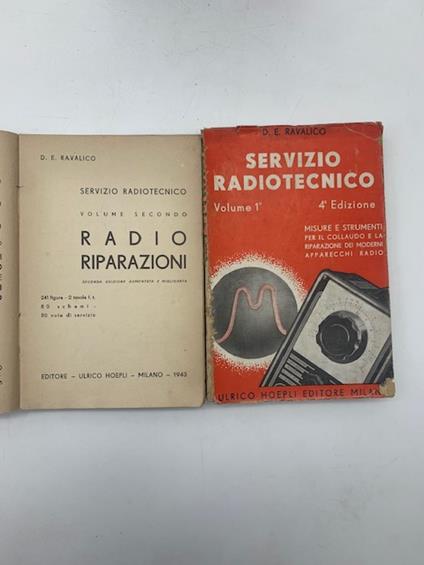 D. E. RAVALICO
SERVIZIO RADIOTECNICO
VOLUME SECONDO
RADIO
RIPARAZIONI
SECONDA EDIZIONE AUMENTATA E MIGLIORATA
241 figure - 2 tavole f. t.
80 schemi -
30 note di servizio
EDITORE - ULRICO HOEPLI - MILANO - 1943
D. E. RAVALICO
SERVIZIO
RADIOTECNICO
Volume 1° 4ª Edizione
MISURE E STRUMENTI
PER IL COLLAUDO E LA
RIPARAZIONE DEI MODERNI
APPARECCHI RADIO
ULRICO HOEPLI EDITORE MILANO